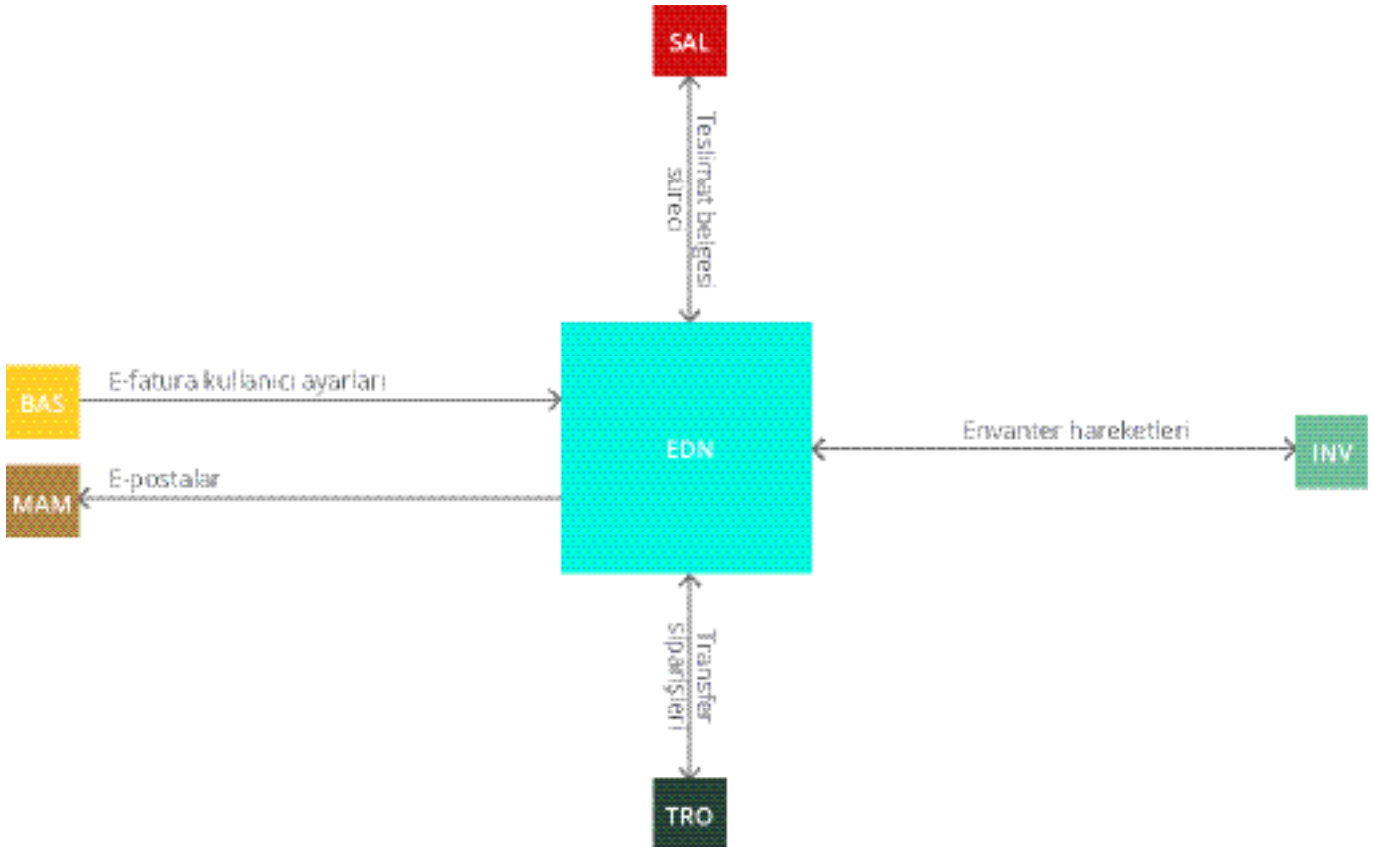 SAL
Teslimat belgesi
süreci
E-fatura kullanıcı ayarları
BAS
EDN
Envanter hareketleri
INV
E-postalar
MAM
Transfer
siparişleri
TRO